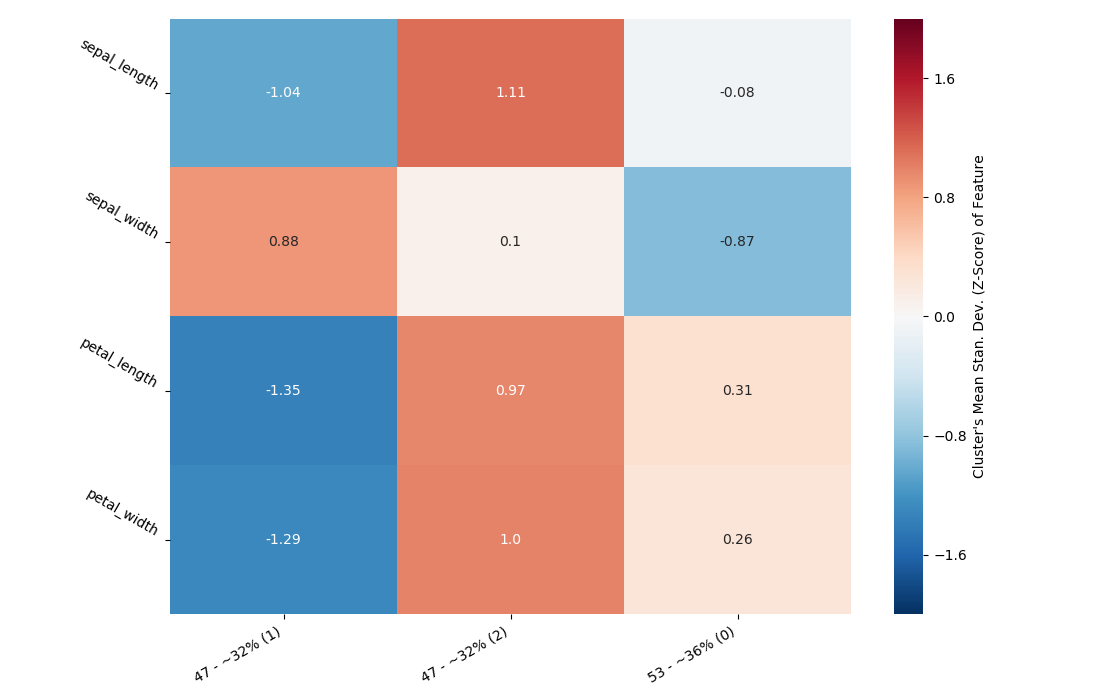 sepal_length
-1.04
1.11
-0.08
sepal_width
0.88
0.1
-0.87
petal_length
-1.35
0.97
0.31
petal_width
-1.29
1.0
0.26
47 - ~32% (1)
47 - ~32% (2)
53 - ~36% (0)
1.6
0.8
0.0
−0.8
−1.6
Cluster's Mean Stan. Dev. (Z-Score) of Feature